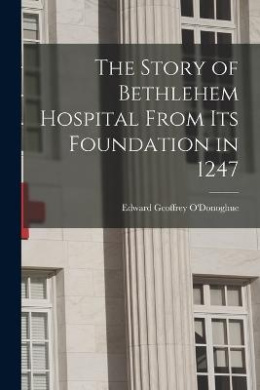 The Story of
Bethlehem
Hospital From Its
Foundation in
1247
Edward Geoffrey O'Donoghue